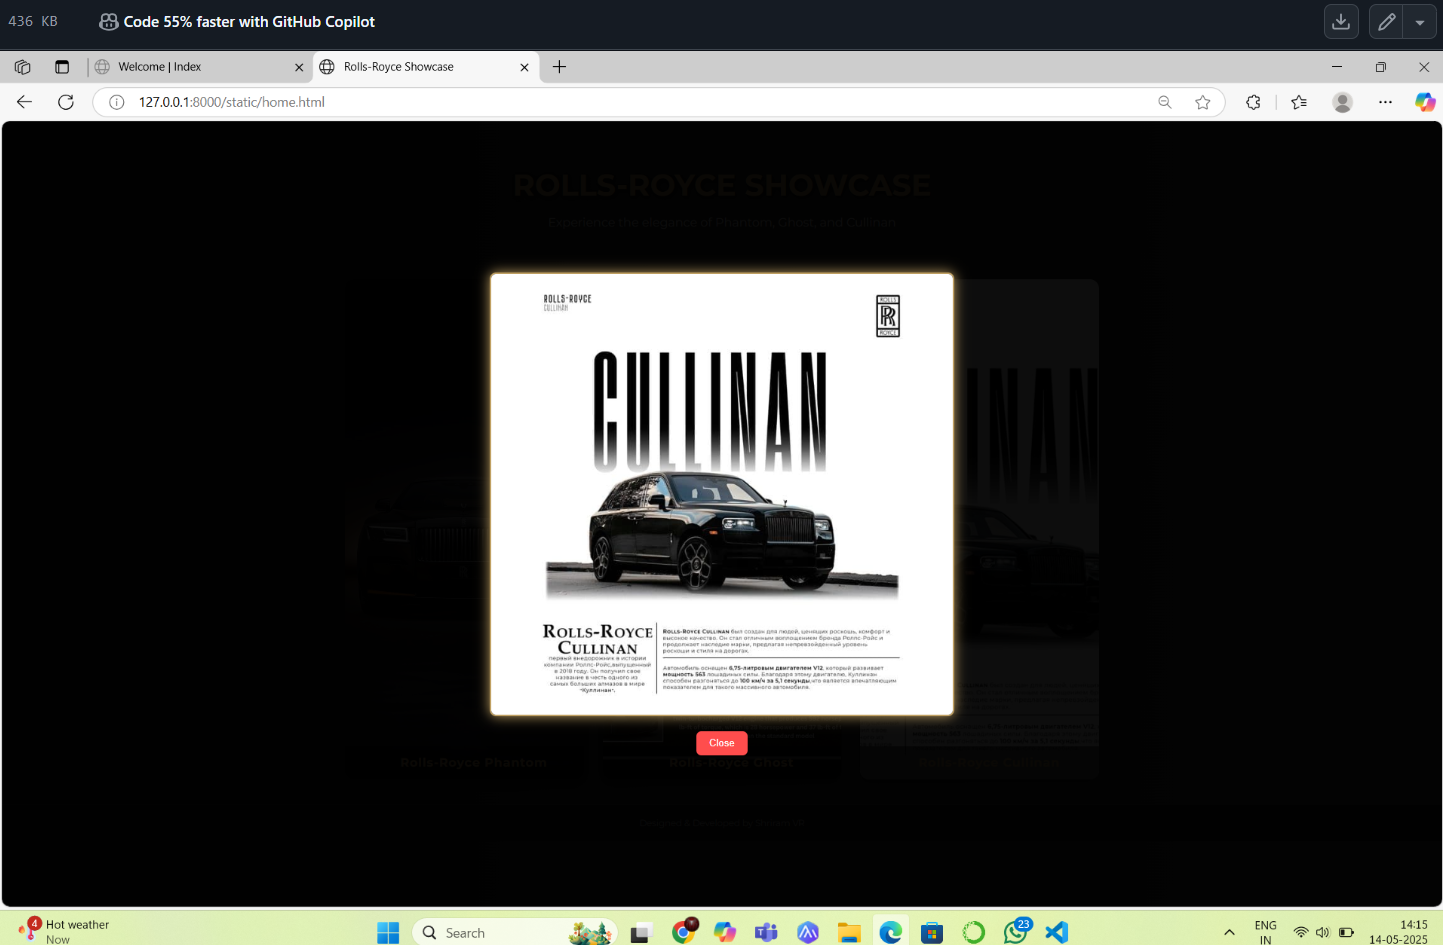 436 KB
Code 55% faster with GitHub Copilot
Welcome | Index
Rolls-Royce Showcase
127.0.0.1:8000/static/home.html
ROLLS-ROYCE SHOWCASE
Experience the elegance of Phantom, Ghost, and Cullinan
ROLLS-ROYCE
CULLINAN
ROLLS
RR
ROYCE
CULLINAN
ROLLS-ROYCE
CULLINAN
первый внедорожник в истории
компании Роллс-Ройс,выпущенный
в 2018 году. Он получил свое
название в честь одного из
самых больших алмазов в мире
"Куллинан".
ROLLS-ROYCE CULLINAN был создан для людей, ценящих роскошь, комфорт и
высокое качество. Он стал отличным воплощением бренда Роллс-Ройс и
продолжает наследие марки, предлагая непревзойденный уровень
роскоши и стиля на дорогах.
Автомобиль оснащен 6,75-литровым двигателем V12, который развивает
мощность 563 лошадиных силы. Благодаря этому двигателю, Куллинан
способен разгоняться до 100 км/ч за 5,1 секунды,что является впечатляющим
показателем для такого массивного автомобиля.
Close
Rolls-Royce Phantom
Rolls-Royce Ghost
Rolls-Royce Cullinan
4
Hot weather
Now
Search
23
ENG
IN
14:15
14-05-2025